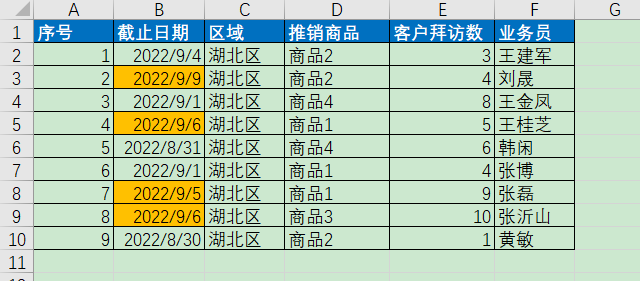 A B C D E F G
1 序号 截止日期 区域 推销商品 客户拜访数 业务员
2 1 2022/9/4 湖北区 商品2 3 王建军
3 2 2022/9/9 湖北区 商品2 4 刘晟
4 3 2022/9/1 湖北区 商品4 8 王金凤
5 4 2022/9/6 湖北区 商品1 5 王桂芝
6 5 2022/8/31 湖北区 商品4 6 韩闲
7 6 2022/9/1 湖北区 商品1 4 张博
8 7 2022/9/5 湖北区 商品1 9 张磊
9 8 2022/9/6 湖北区 商品3 10 张沂山
10 9 2022/8/30 湖北区 商品2 1 黄敏
11